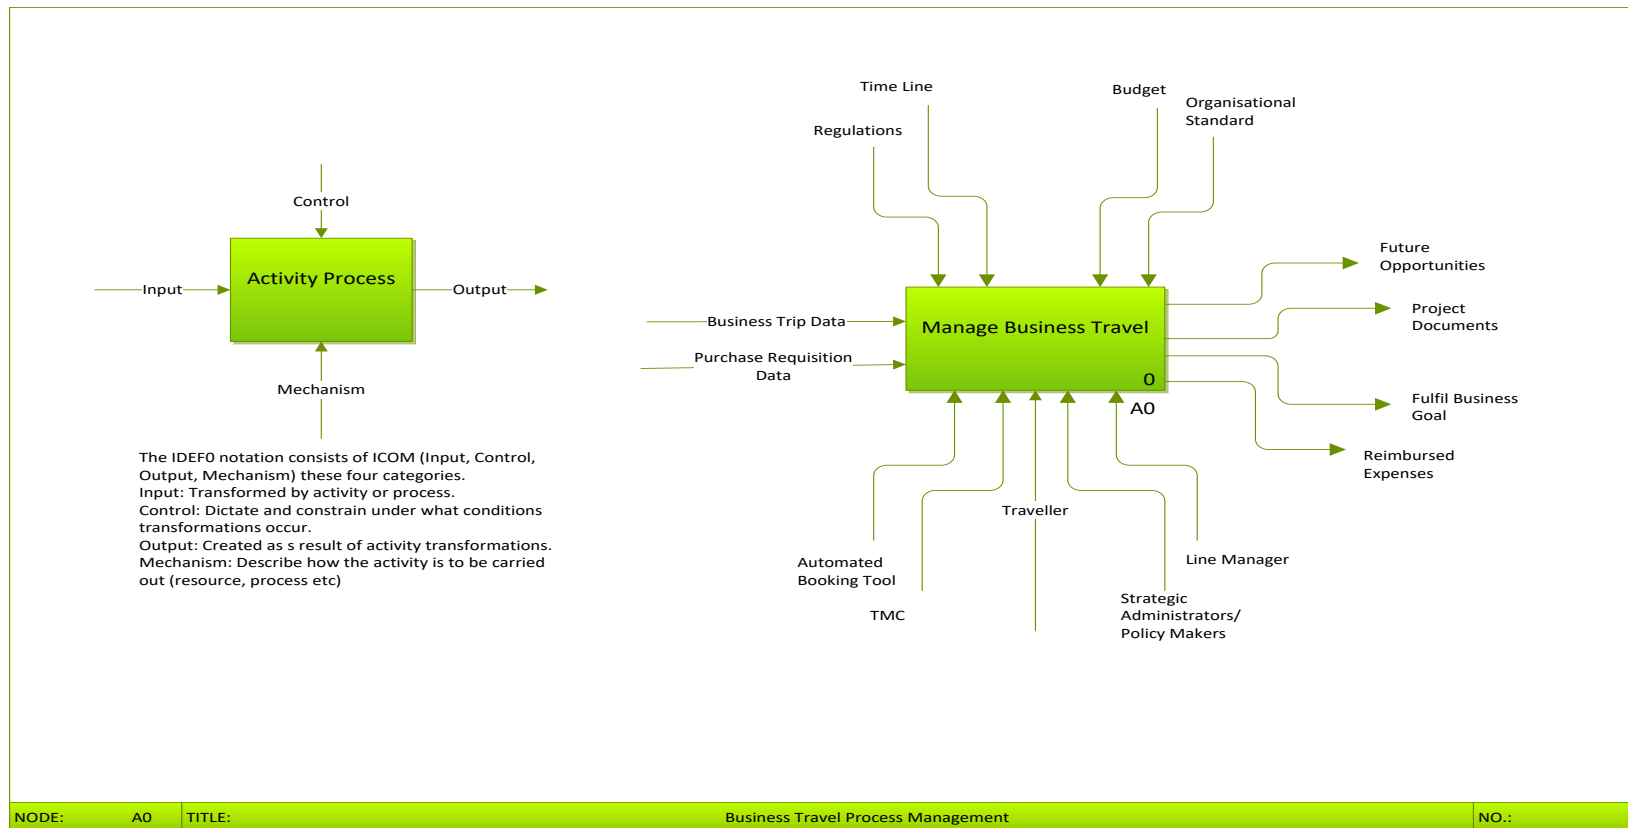 Control
Activity Process
Input
Output
Mechanism
The IDEF0 notation consists of ICOM (Input, Control,
Output, Mechanism) these four categories.
Input: Transformed by activity or process.
Control: Dictate and constrain under what conditions
transformations occur.
Output: Created as s result of activity transformations.
Mechanism: Describe how the activity is to be carried
out (resource, process etc)
Time Line
Regulations
Budget
Organisational
Standard
Business Trip Data
Purchase Requisition
Data
Manage Business Travel
0
A0
Future
Opportunities
Project
Documents
Fulfil Business
Goal
Reimbursed
Expenses
Automated
Booking Tool
TMC
Traveller
Strategic
Administrators/
Policy Makers
Line Manager
NODE: A0 TITLE: Business Travel Process Management NO.: